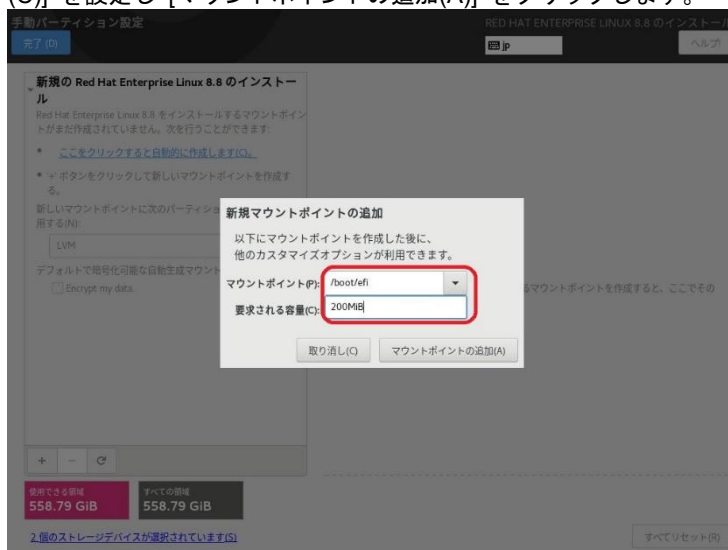 (C)] を設定し [マウントポイントの追加(A)] をクリックします。
手動パーティション設定
RED HAT ENTERPRISE LINUX 8.8 のインストール
完了 (D)
jp
ヘルプ!
新規の Red Hat Enterprise Linux 8.8 のインストー
ル
Red Hat Enterprise Linux 8.8 をインストールするマウントポイン
トがまだ作成されていません。次を行うことができます:
• ここをクリックすると自動的に作成します(C)。
• '+' ボタンをクリックして新しいマウントポイントを作成す
る。
新しいマウントポイントに次のパーティショ
用する(N):
LVM
デフォルトで暗号化可能な自動生成マウント
Encrypt my data.
新規マウントポイントの追加
以下にマウントポイントを作成した後に、
他のカスタマイズオプションが利用できます。
マウントポイント(P): /boot/efi
要求される容量(C): 200MiB
取り消し(C) マウントポイントの追加(A)
るマウントポイントを作成すると、ここでその
+ −
使用できる領域
558.79 GiB
すべての領域
558.79 GiB
2 個のストレージデバイスが選択されています(S)
すべてリセット(R)